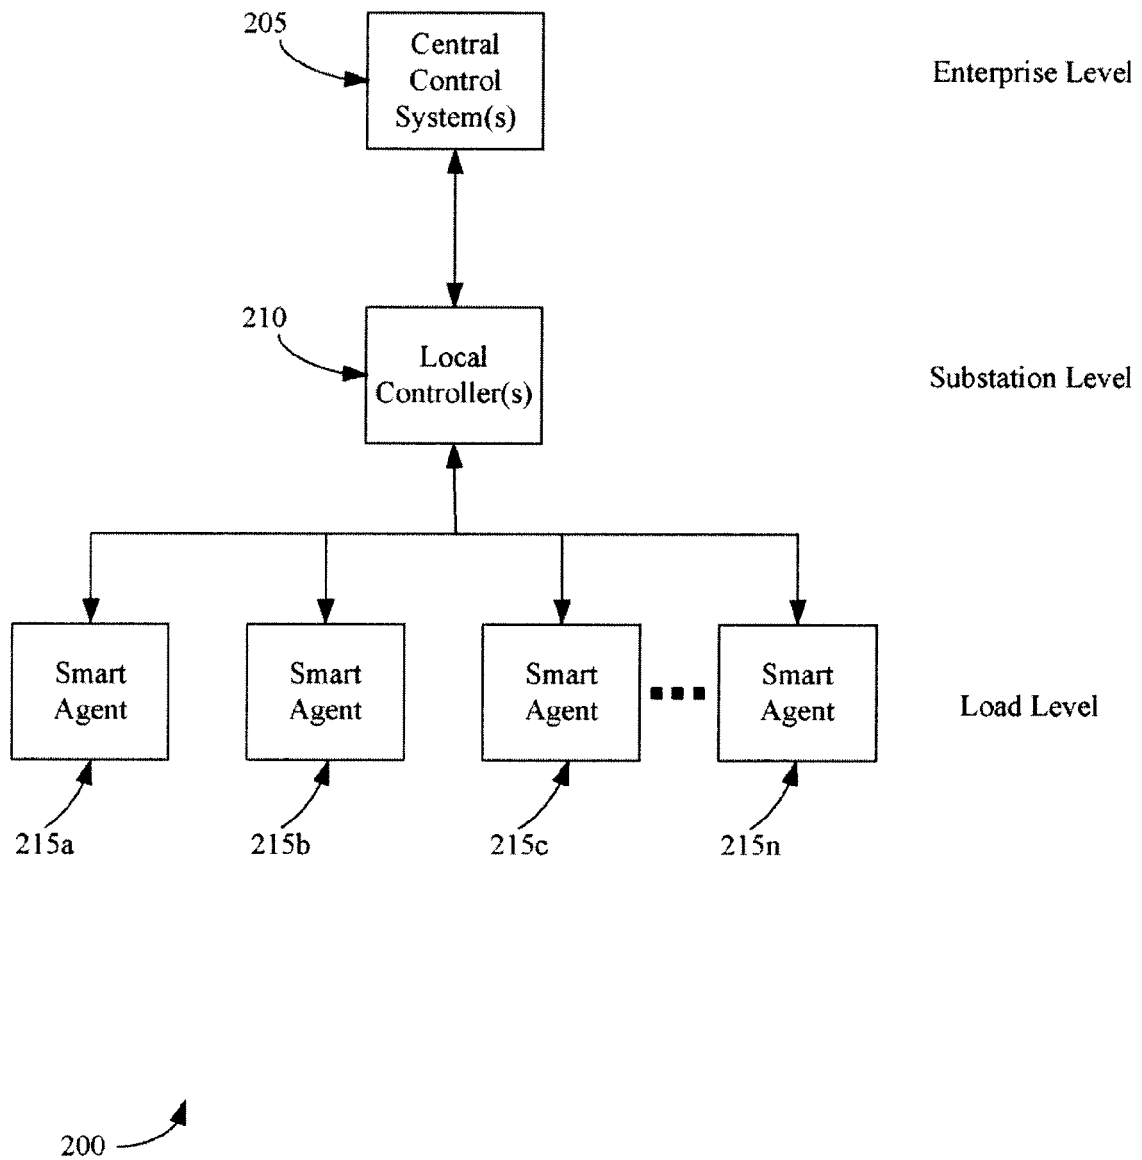 205
Central
Control
System(s)
Enterprise Level
210
Local
Controller(s)
Substation Level
Smart
Agent
Smart
Agent
Smart
Agent
Smart
Agent
Load Level
215a
215b
215c
215n
200